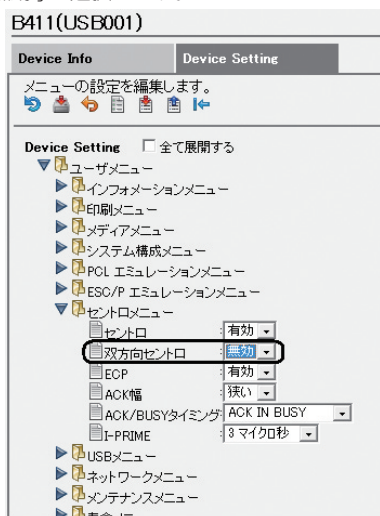 B411(USB001)
Device Info Device Setting
メニューの設定を編集します。
Device Setting 全て展開する
ユーザメニュー
インフォメーションメニュー
印刷メニュー
メディアメニュー
システム構成メニュー
PCL エミュレーションメニュー
ESC/P エミュレーションメニュー
セントロメニュー
セントロ :有効
双方向セントロ :無効
ECP :有効
ACK幅 :狭い
ACK/BUSYタイミング:ACK IN BUSY
I-PRIME :3 マイクロ秒
USBメニュー
ネットワークメニュー
メンテナンスメニュー